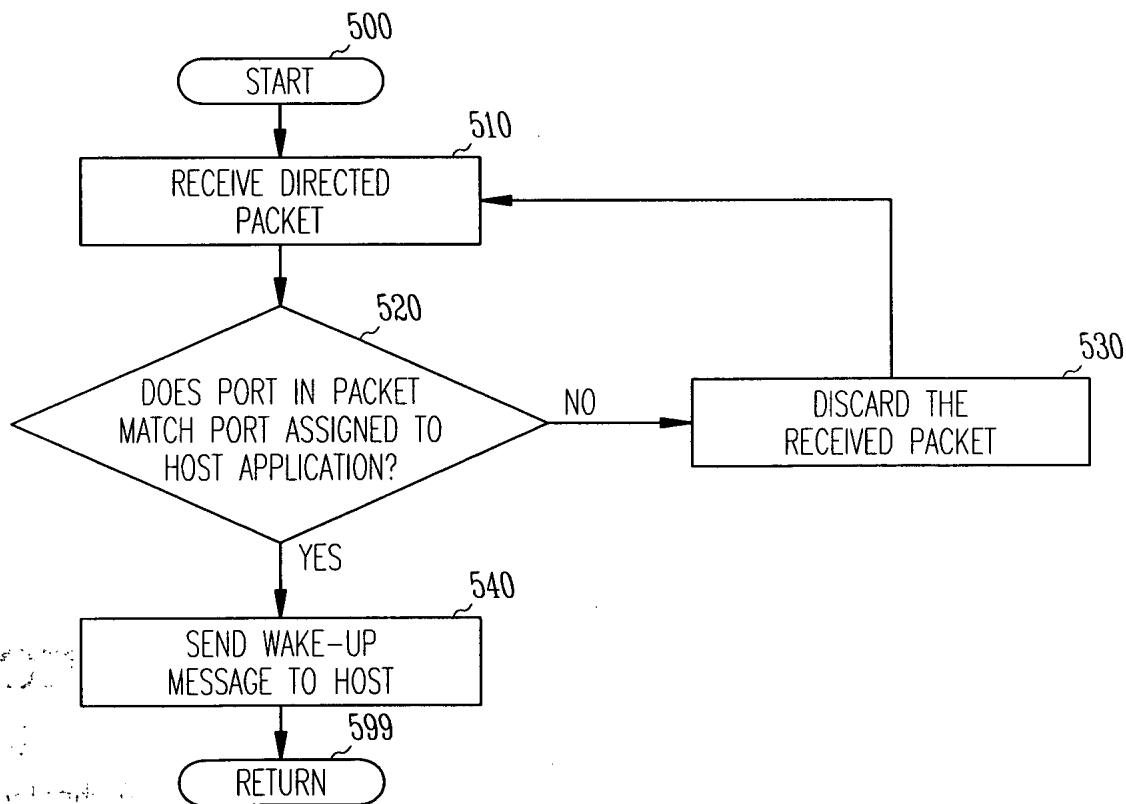 500
START
510
RECEIVE DIRECTED
PACKET
520
DOES PORT IN PACKET
MATCH PORT ASSIGNED TO
HOST APPLICATION?
NO
530
DISCARD THE
RECEIVED PACKET
YES
540
SEND WAKE-UP
MESSAGE TO HOST
599
RETURN